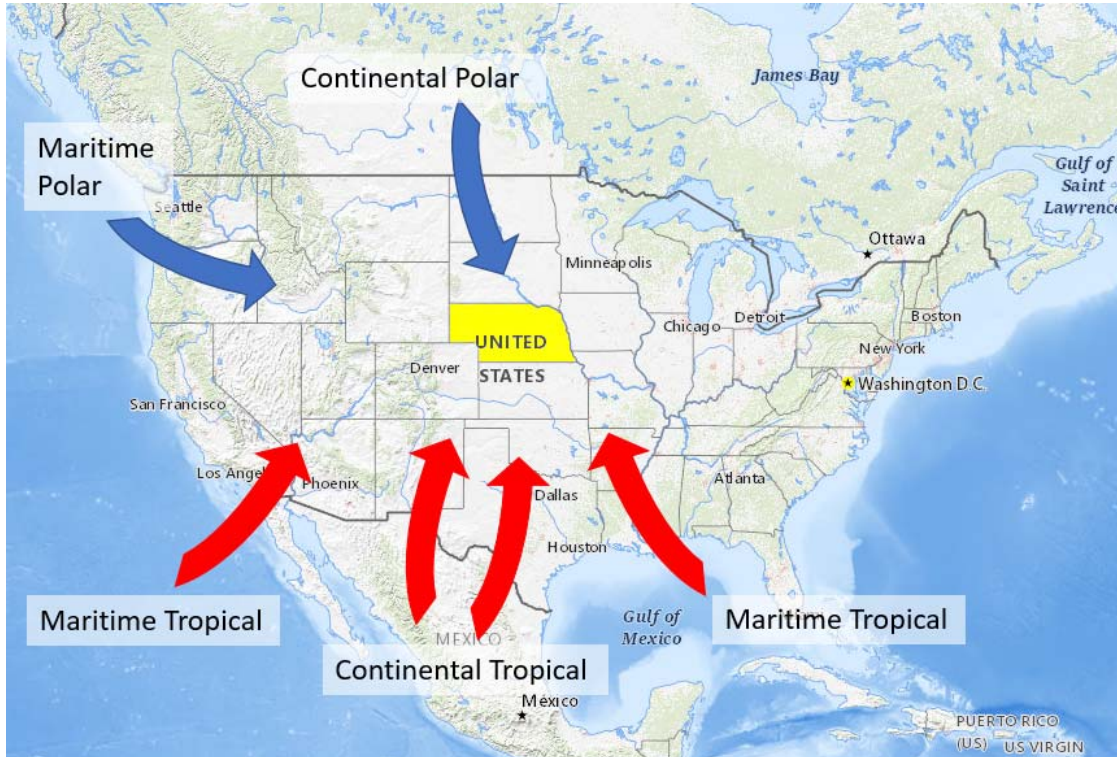 Continental Polar
James Bay
Maritime
Polar
Gulf of
Saint
Lawrence
Seattle
Ottawa
Minneapolis
Boston
Chicago
Detroit
New York
UNITED
Denver
STATES
Washington D.C.
San Francisco
Los Angel
Phoenix
Atlanta
Dallas
Houston
Maritime Tropical
Gulf of
Mexico
Maritime Tropical
MEXICO
Continental Tropical
México
PUERTO RICO
(US)
US VIRGIN